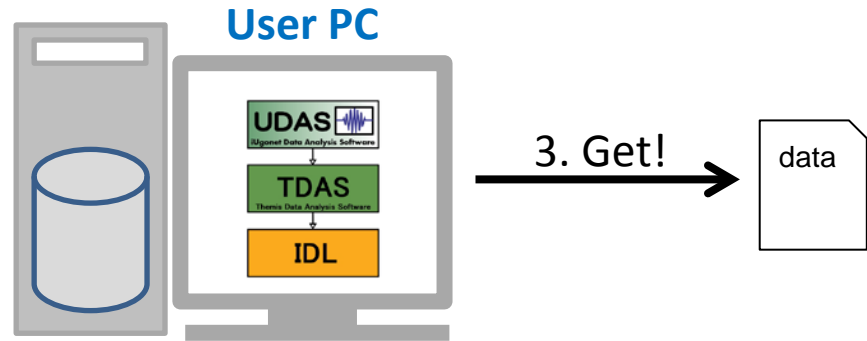 User PC
UDAS
iUgonet Data Analysis Software
TDAS
Themis Data Analysis Software
IDL
3. Get!
data